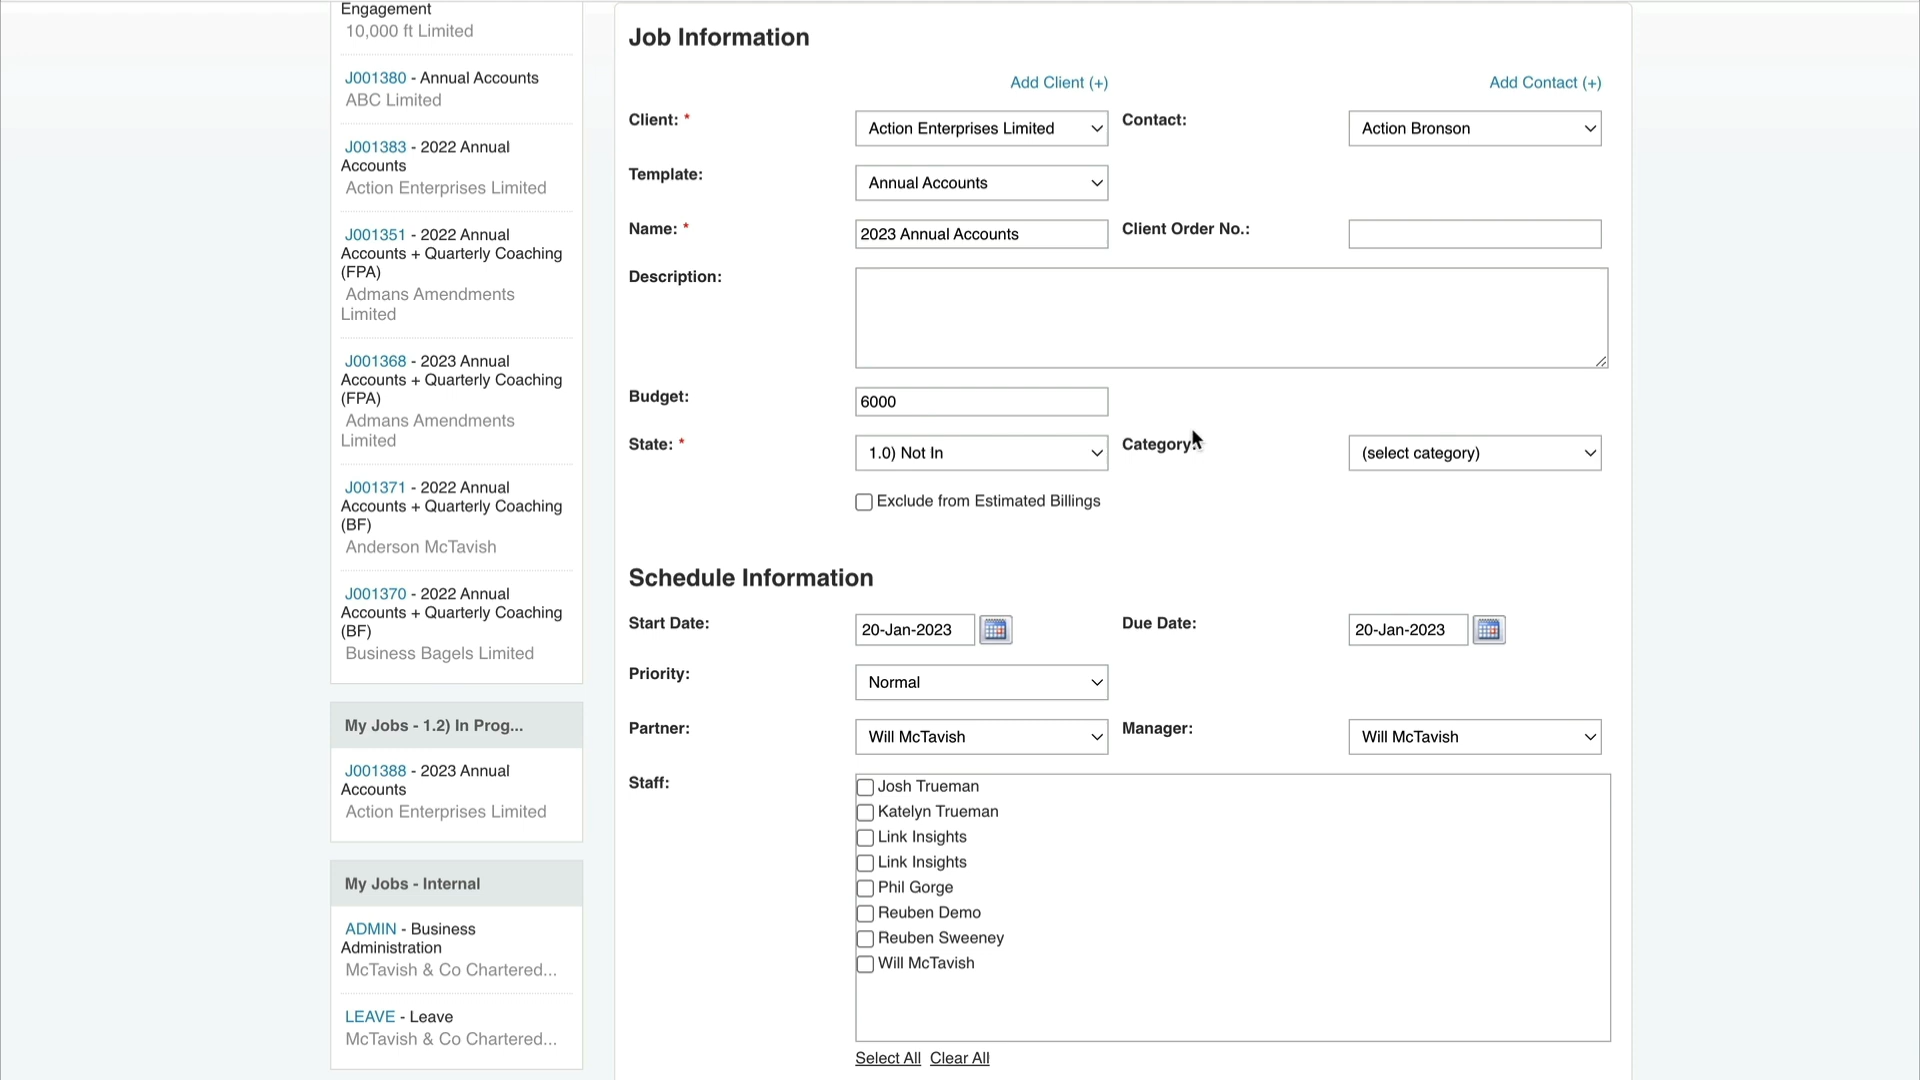 Engagement
10,000 ft Limited
J001380 - Annual Accounts
ABC Limited
J001383 - 2022 Annual
Accounts
Action Enterprises Limited
J001351 - 2022 Annual
Accounts + Quarterly Coaching
(FPA)
Admans Amendments
Limited
J001368 - 2023 Annual
Accounts + Quarterly Coaching
(FPA)
Admans Amendments
Limited
J001371 - 2022 Annual
Accounts + Quarterly Coaching
(BF)
Anderson McTavish
J001370 - 2022 Annual
Accounts + Quarterly Coaching
(BF)
Business Bagels Limited
My Jobs - 1.2) In Prog...
J001388 - 2023 Annual
Accounts
Action Enterprises Limited
My Jobs - Internal
ADMIN - Business
Administration
McTavish & Co Chartered...
LEAVE - Leave
McTavish & Co Chartered...
Job Information
Add Client (+) Add Contact (+)
Client: * Action Enterprises Limited Contact: Action Bronson
Template: Annual Accounts
Name: * 2023 Annual Accounts Client Order No.:
Description:
Budget: 6000
State: * 1.0) Not In Category: (select category)
Exclude from Estimated Billings
Schedule Information
Start Date: 20-Jan-2023 Due Date: 20-Jan-2023
Priority: Normal
Partner: Will McTavish Manager: Will McTavish
Staff:
Josh Trueman
Katelyn Trueman
Link Insights
Link Insights
Phil Gorge
Reuben Demo
Reuben Sweeney
Will McTavish
Select All Clear All